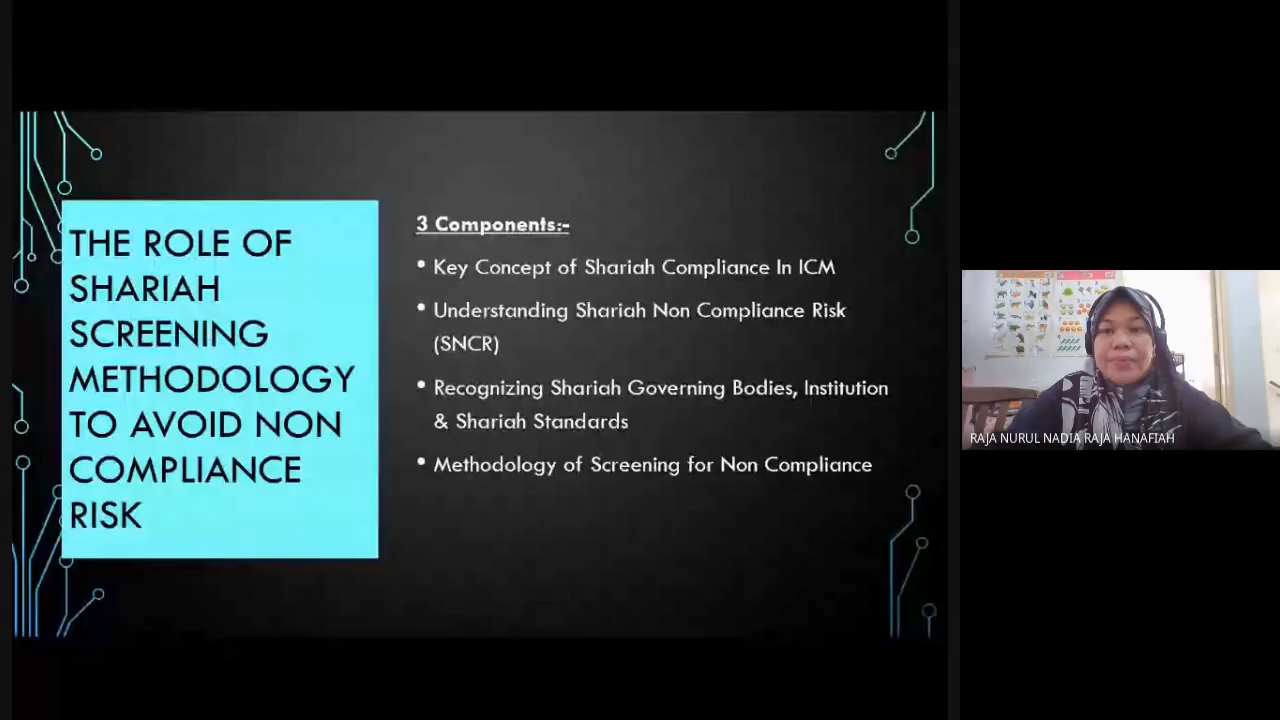 THE ROLE OF
SHARIAH
SCREENING
METHODOLOGY
TO AVOID NON
COMPLIANCE
RISK
3 Components:-
• Key Concept of Shariah Compliance In ICM
• Understanding Shariah Non Compliance Risk
(SNCR)
• Recognizing Shariah Governing Bodies, Institution
& Shariah Standards
• Methodology of Screening for Non Compliance
RAJA NURUL NADIA RAJA HANAFIAH